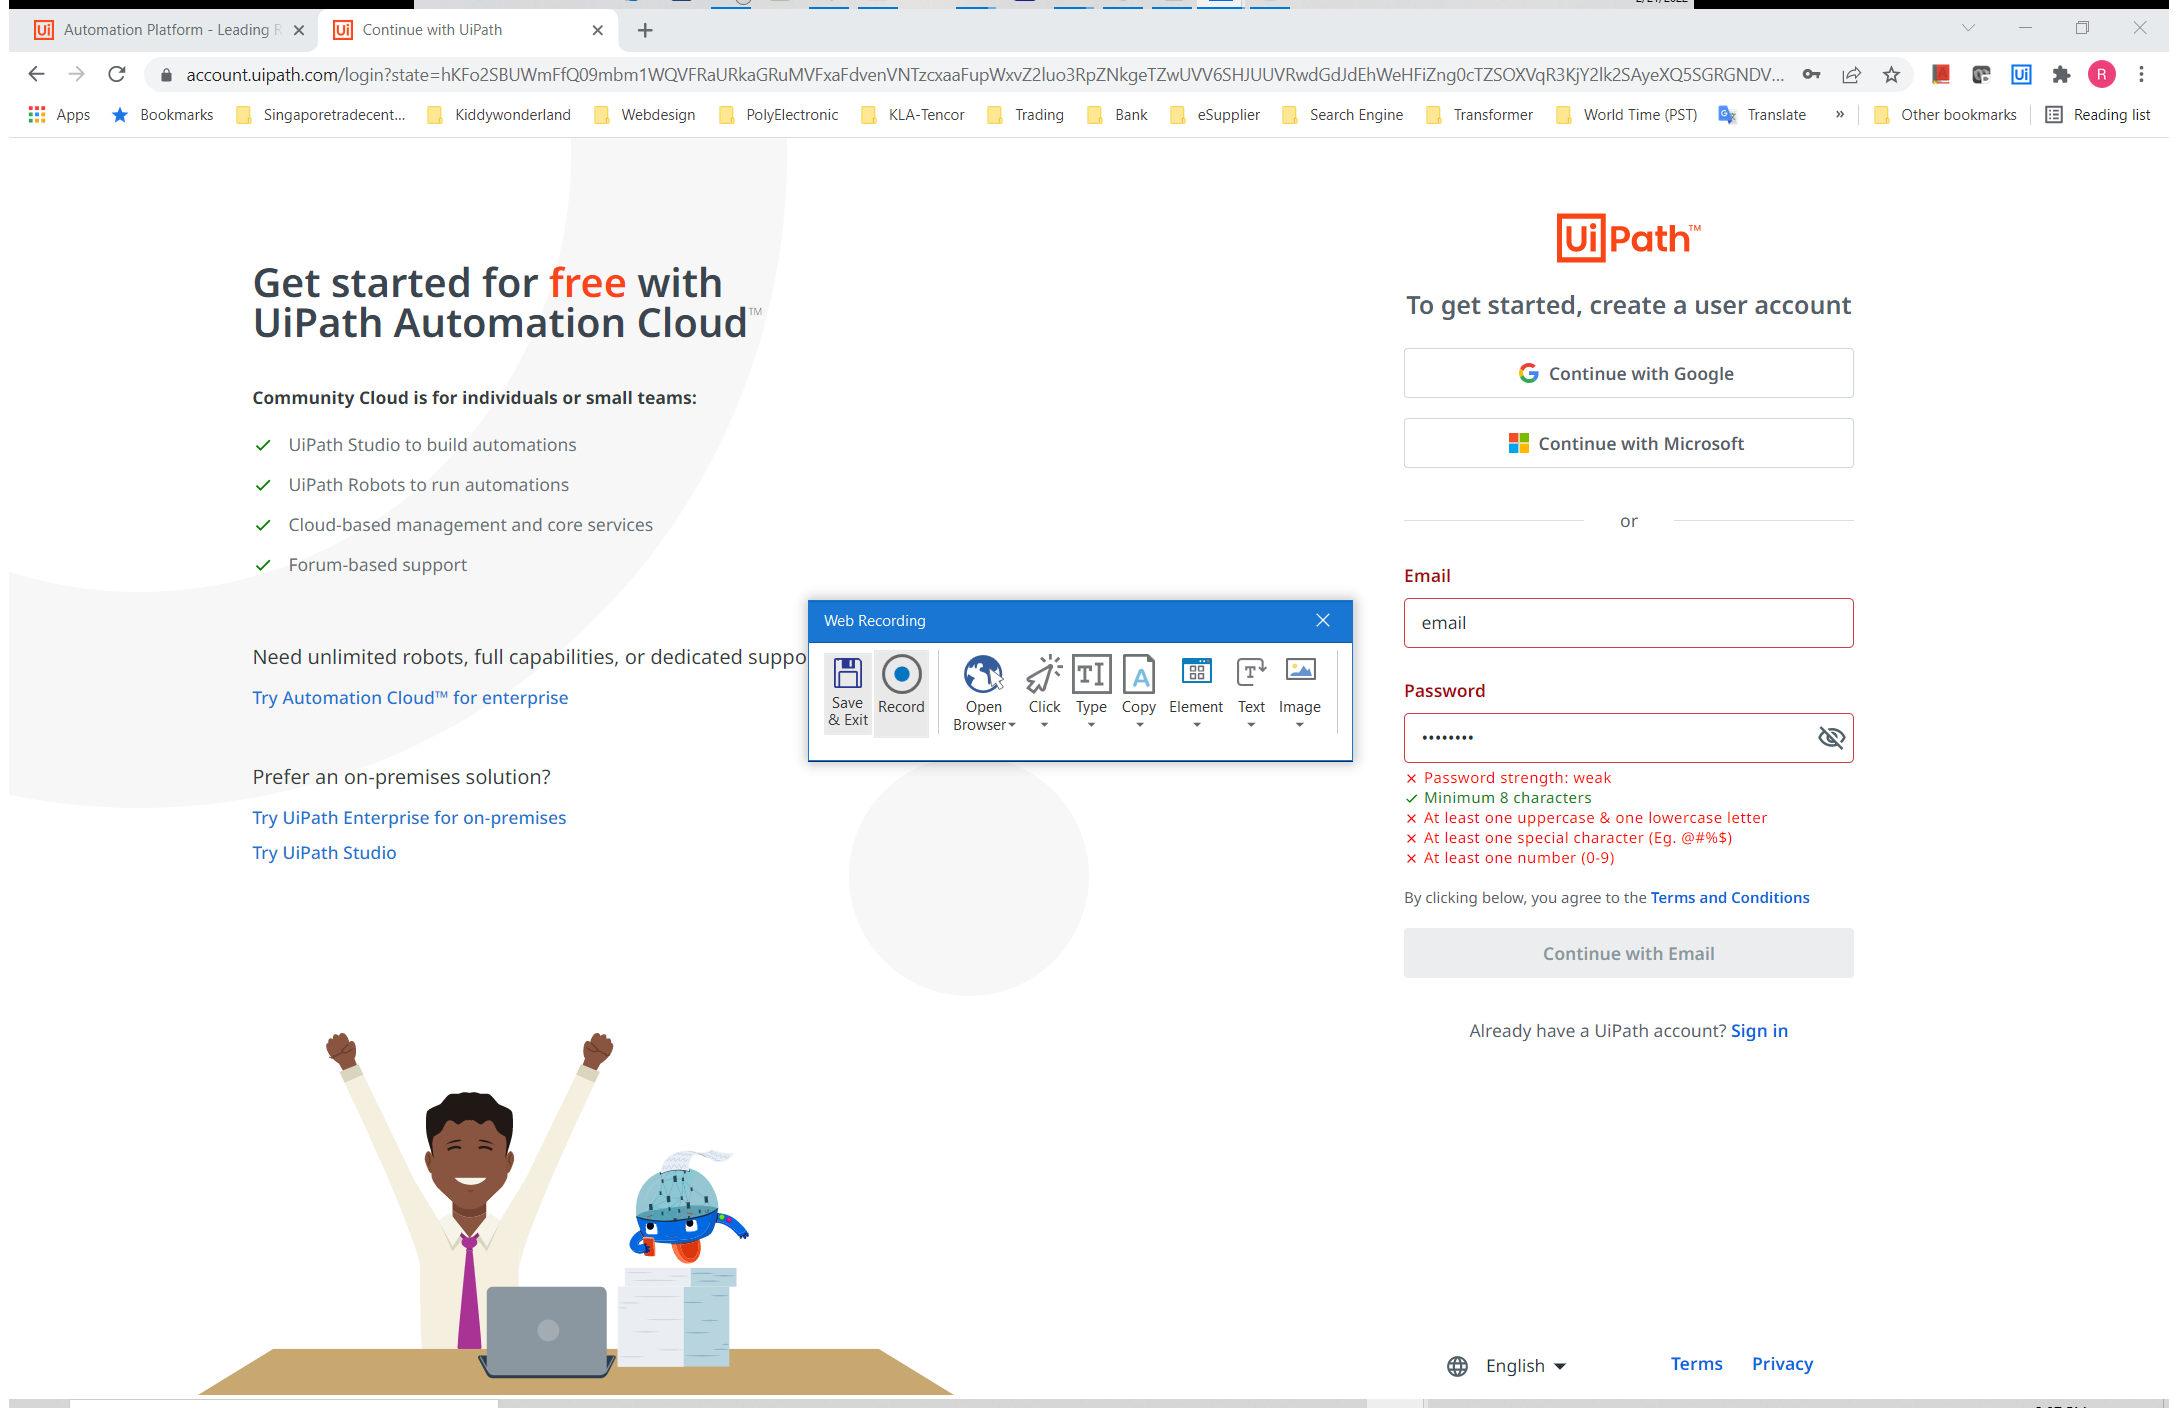 Automation Platform - Leading R
Continue with UiPath
account.uipath.com/login?state=hKFo2SBUWmFfQ09mbm1WQVFRaURkaGRuMVFxaFdvenVNTzcxaaFupWxvZ2luo3RpZNkgeTZwUVV6SHJUUVRwdGdJdEhWeHFiZng0cTZSOXVqR3KjY2lk2SAyeXQ5SGRGNDV...
R
Apps
Bookmarks
Singaporetradecent...
Kiddywonderland
Webdesign
PolyElectronic
KLA-Tencor
Trading
Bank
eSupplier
Search Engine
Transformer
World Time (PST)
Translate
»
Other bookmarks
Reading list
Get started for free with
UiPath Automation Cloud™
Community Cloud is for individuals or small teams:
UiPath Studio to build automations
UiPath Robots to run automations
Cloud-based management and core services
Forum-based support
Need unlimited robots, full capabilities, or dedicated suppo
Try Automation Cloud™ for enterprise
Prefer an on-premises solution?
Try UiPath Enterprise for on-premises
Try UiPath Studio
Web Recording
Save & Exit
Record
Open Browser
Click
Type
Copy
Element
Text
Image
UiPath™
To get started, create a user account
Continue with Google
Continue with Microsoft
or
Email
email
Password
••••••••
Password strength: weak
Minimum 8 characters
At least one uppercase & one lowercase letter
At least one special character (Eg. @#%$)
At least one number (0-9)
By clicking below, you agree to the Terms and Conditions
Continue with Email
Already have a UiPath account? Sign in
English
Terms
Privacy